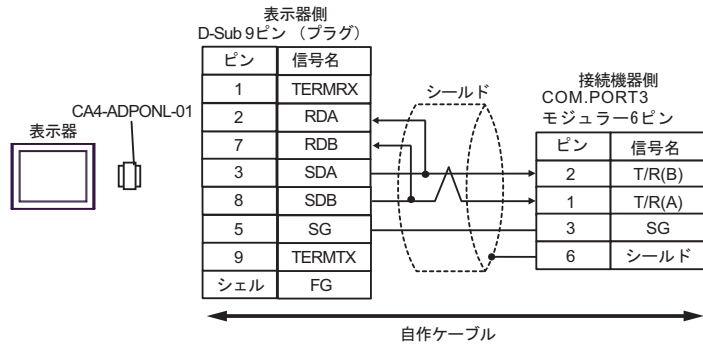 表示器側
D-Sub 9ピン （プラグ）
ピン 信号名
1 TERMRX
2 RDA
7 RDB
3 SDA
8 SDB
5 SG
9 TERMTX
シェル FG
CA4-ADPONL-01
表示器
シールド
接続機器側
COM.PORT3
モジュラー6ピン
ピン 信号名
2 T/R(B)
1 T/R(A)
3 SG
6 シールド
自作ケーブル